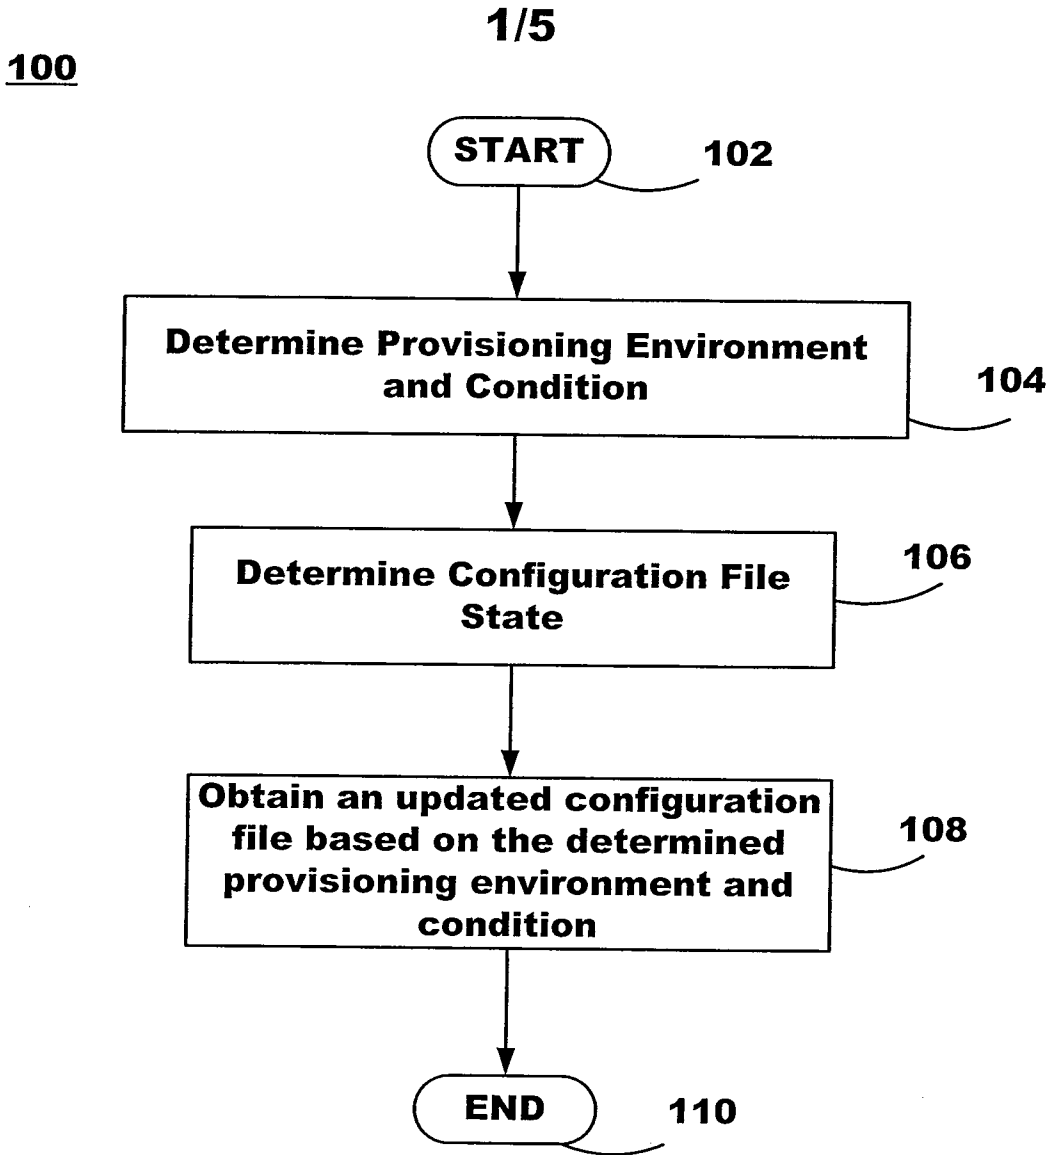 1/5
100
START
102
Determine Provisioning Environment
and Condition
104
Determine Configuration File
State
106
Obtain an updated configuration
file based on the determined
provisioning environment and
condition
108
END
110